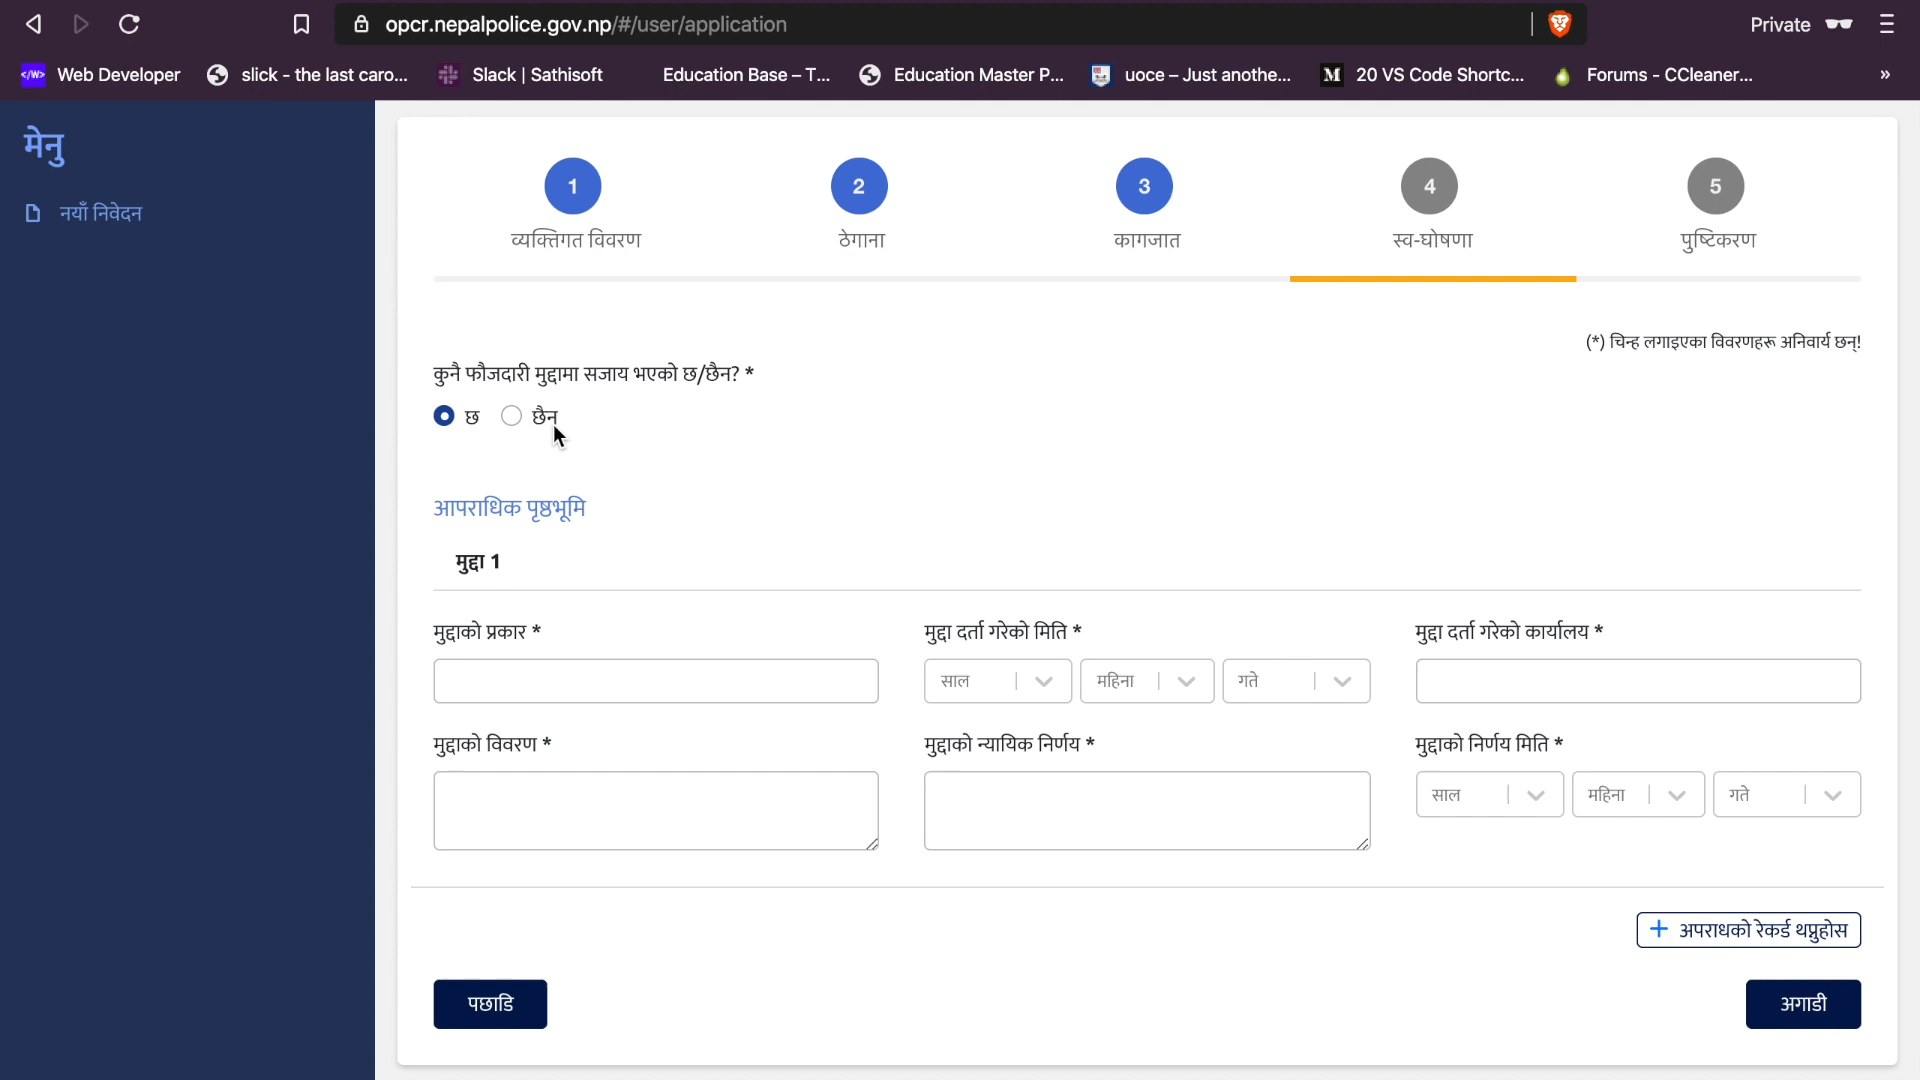 opcr.nepalpolice.gov.np/#/user/application
Private
</W> Web Developer
slick - the last caro...
Slack | Sathisoft
Education Base – T...
Education Master P...
uoce – Just anothe...
M 20 VS Code Shortc...
Forums - CCleaner...
»
मेनु
नयाँ निवेदन
1 2 3 4 5
व्यक्तिगत विवरण ठेगाना कागजात स्व-घोषणा पुष्टिकरण
(*) चिन्ह लगाइएका विवरणहरू अनिवार्य छन्!
कुनै फौजदारी मुद्दामा सजाय भएको छ/छैन? *
छ छैन
आपराधिक पृष्ठभूमि
मुद्दा 1
मुद्दाको प्रकार * मुद्दा दर्ता गरेको मिति * मुद्दा दर्ता गरेको कार्यालय *
साल महिना गते
मुद्दाको विवरण * मुद्दाको न्यायिक निर्णय * मुद्दाको निर्णय मिति *
साल महिना गते
+ अपराधको रेकर्ड थप्नुहोस
पछाडि अगाडी